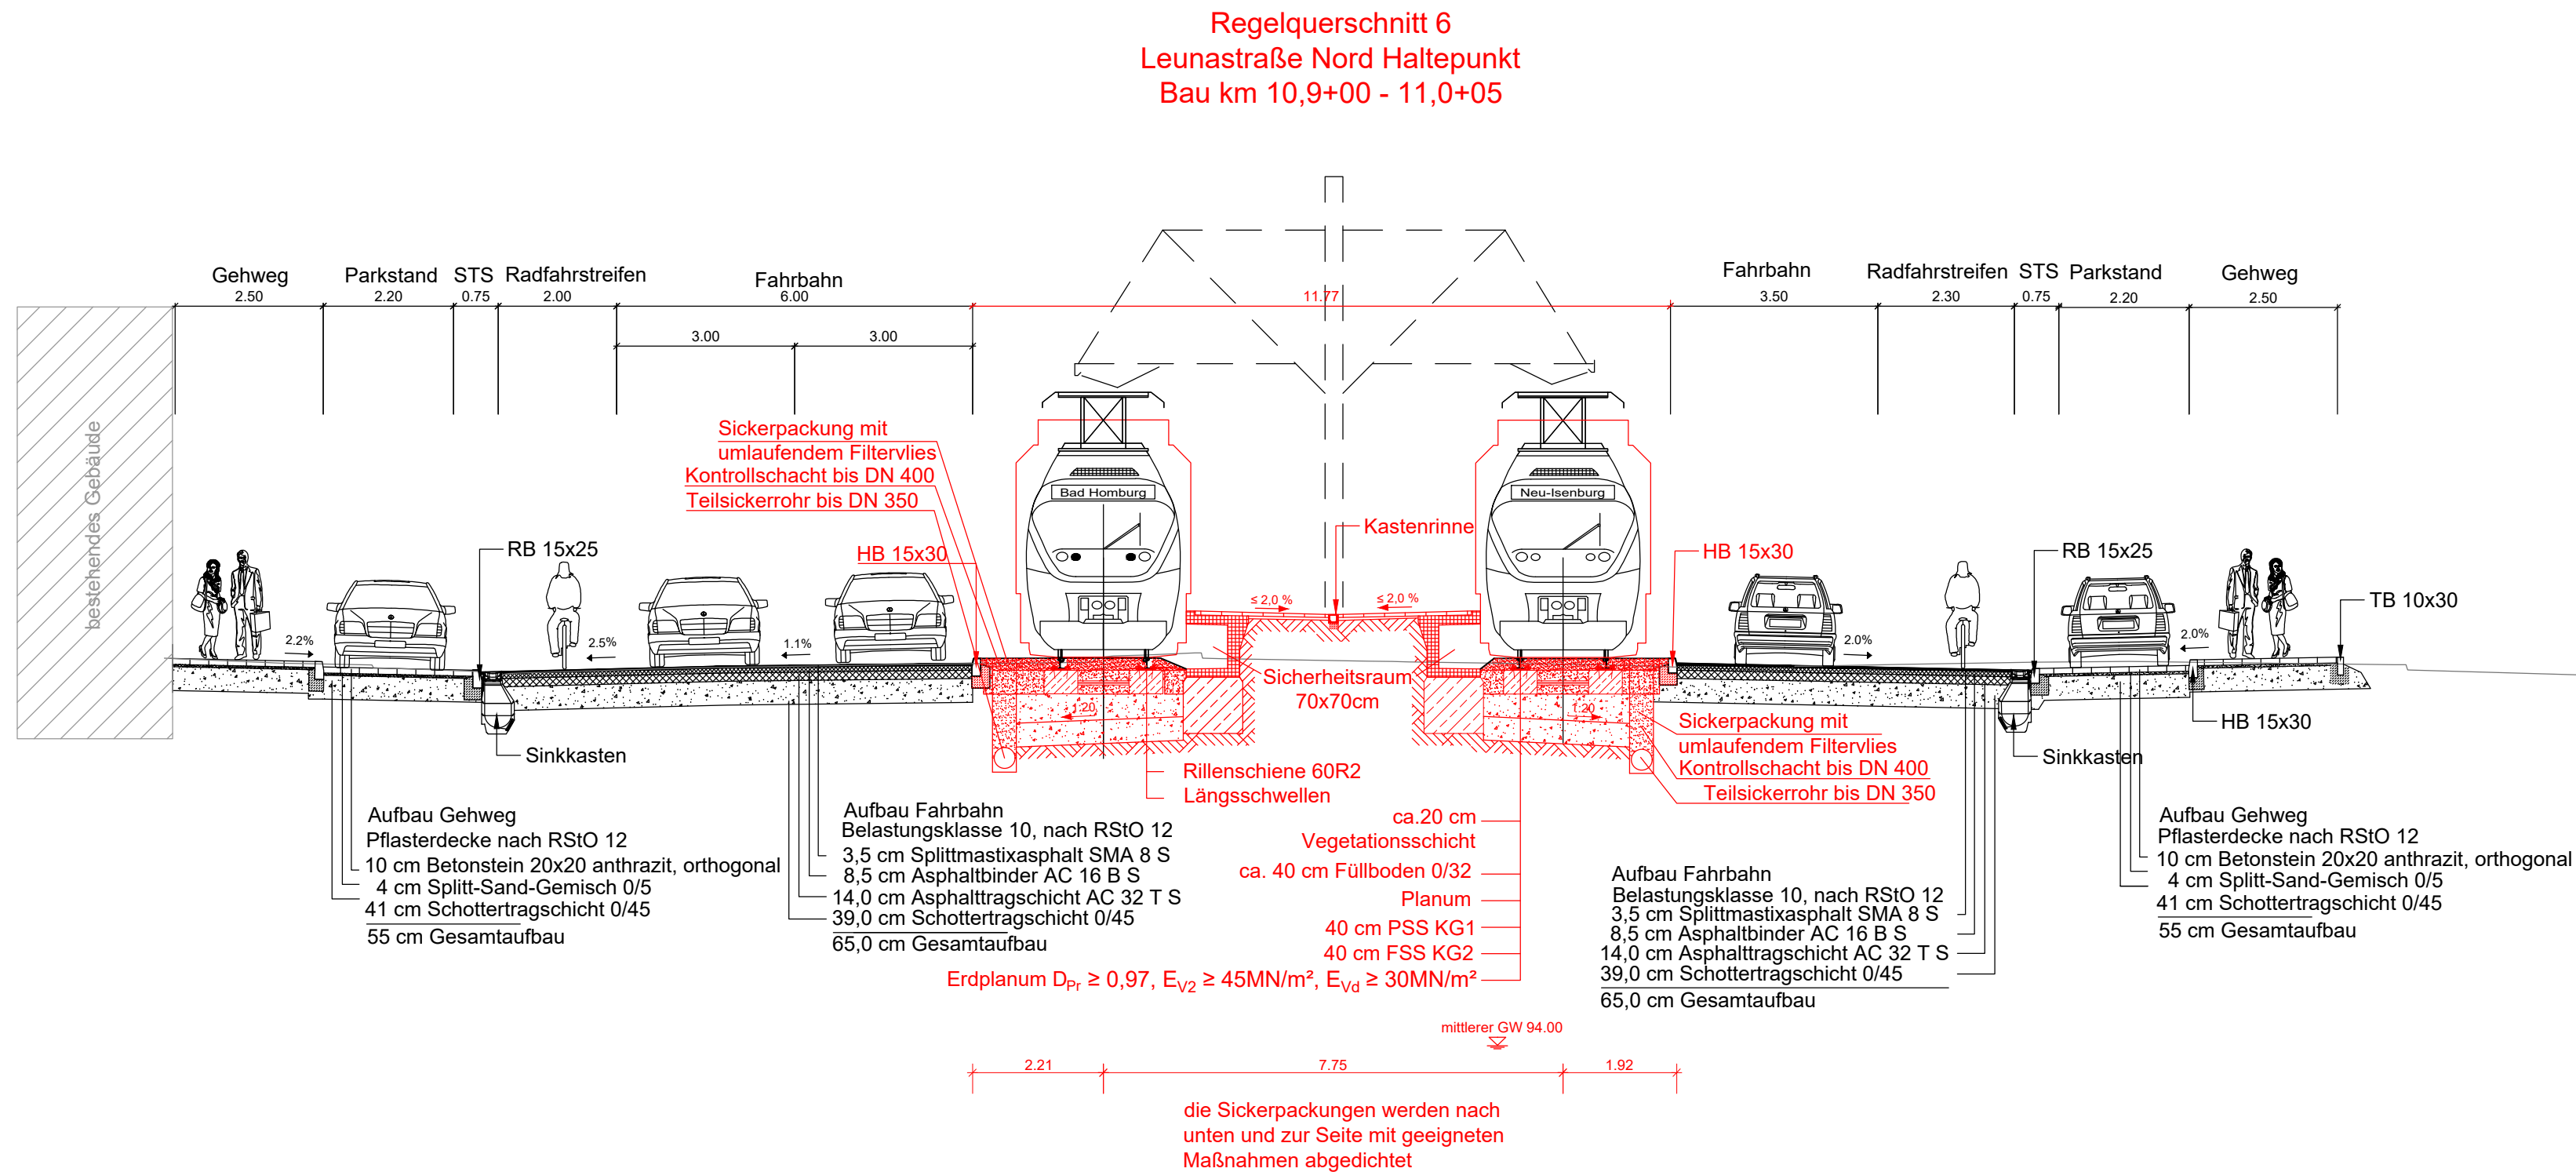 Regelquerschnitt 6
Leunastraße Nord Haltepunkt
Bau km 10,9+00 - 11,0+05
Gehweg
2.50
Parkstand
2.20
STS
0.75
Radfahrstreifen
2.00
Fahrbahn
6.00
3.00
3.00
11.77
Fahrbahn
3.50
Radfahrstreifen
2.30
STS
0.75
Parkstand
2.20
Gehweg
2.50
bestehendes Gebäude
Sickerpackung mit
umlaufendem Filtervlies
Kontrollschacht bis DN 400
Teilsickerrohr bis DN 350
HB 15x30
RB 15x25
Bad Homburg
Neu-Isenburg
Kastenrinne
HB 15x30
RB 15x25
TB 10x30
2.2%
2.5%
1.1%
≤ 2,0 %
≤ 2,0 %
2.0%
2.0%
Sicherheitsraum
70x70cm
1.20
1.20
Sinkkasten
Rillenschiene 60R2
Längsschwellen
Sickerpackung mit
umlaufendem Filtervlies
Kontrollschacht bis DN 400
Teilsickerrohr bis DN 350
HB 15x30
Sinkkasten
Aufbau Gehweg
Pflasterdecke nach RStO 12
10 cm Betonstein 20x20 anthrazit, orthogonal
4 cm Splitt-Sand-Gemisch 0/5
41 cm Schottertragschicht 0/45
55 cm Gesamtaufbau
Aufbau Fahrbahn
Belastungsklasse 10, nach RStO 12
3,5 cm Splittmastixasphalt SMA 8 S
8,5 cm Asphaltbinder AC 16 B S
14,0 cm Asphalttragschicht AC 32 T S
39,0 cm Schottertragschicht 0/45
65,0 cm Gesamtaufbau
ca.20 cm
Vegetationsschicht
ca. 40 cm Füllboden 0/32
Planum
40 cm PSS KG1
40 cm FSS KG2
Erdplanum DPr ≥ 0,97, EV2 ≥ 45MN/m², EVd ≥ 30MN/m²
Aufbau Fahrbahn
Belastungsklasse 10, nach RStO 12
3,5 cm Splittmastixasphalt SMA 8 S
8,5 cm Asphaltbinder AC 16 B S
14,0 cm Asphalttragschicht AC 32 T S
39,0 cm Schottertragschicht 0/45
65,0 cm Gesamtaufbau
Aufbau Gehweg
Pflasterdecke nach RStO 12
10 cm Betonstein 20x20 anthrazit, orthogonal
4 cm Splitt-Sand-Gemisch 0/5
41 cm Schottertragschicht 0/45
55 cm Gesamtaufbau
mittlerer GW 94.00
2.21
7.75
1.92
die Sickerpackungen werden nach
unten und zur Seite mit geeigneten
Maßnahmen abgedichtet